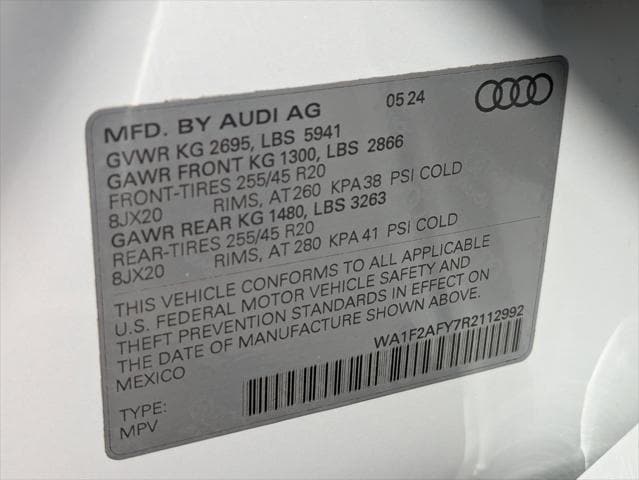 MFD. BY AUDI AG 05 24
GVWR KG 2695, LBS 5941
GAWR FRONT KG 1300, LBS 2866
FRONT-TIRES 255/45 R20
8JX20 RIMS, AT 260 KPA 38 PSI COLD
GAWR REAR KG 1480, LBS 3263
REAR-TIRES 255/45 R20
8JX20 RIMS, AT 280 KPA 41 PSI COLD
THIS VEHICLE CONFORMS TO ALL APPLICABLE
U.S. FEDERAL MOTOR VEHICLE SAFETY AND
THEFT PREVENTION STANDARDS IN EFFECT ON
THE DATE OF MANUFACTURE SHOWN ABOVE.
MEXICO WA1F2AFY7R2112992
TYPE:
MPV